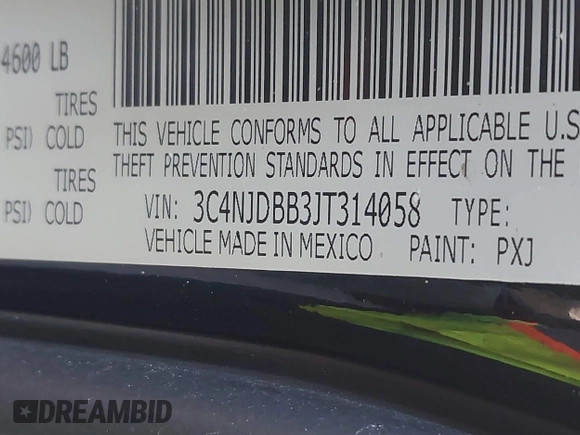 4600 LB
TIRES
PSI) COLD
TIRES
PSI) COLD
THIS VEHICLE CONFORMS TO ALL APPLICABLE U.S
THEFT PREVENTION STANDARDS IN EFFECT ON THE
VIN: 3C4NJDBB3JT314058 TYPE:
VEHICLE MADE IN MEXICO PAINT: PXJ
DREAMBID